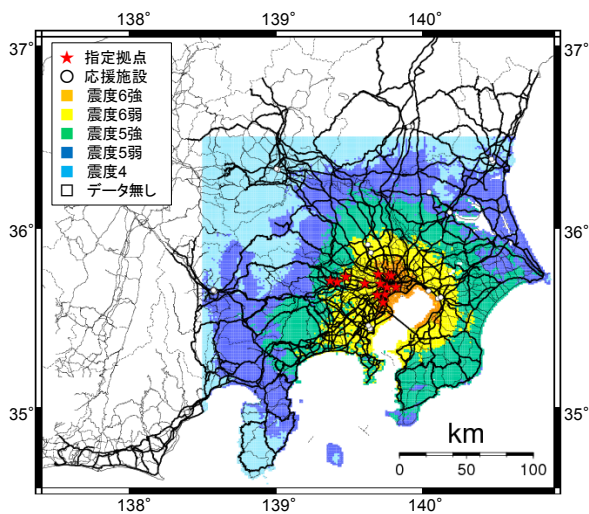 138° 139° 140°
37° 37°
指定拠点
応援施設
震度6強
震度6弱
震度5強
震度5弱
震度4
データ無し
36° 36°
35° 35°
km
0 50 100
138° 139° 140°